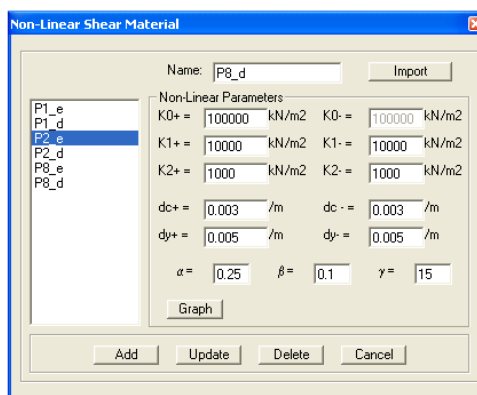 Non-Linear Shear Material
Name: P8_d Import
P1_e
P1_d
P2_e
P2_d
P8_e
P8_d
Non-Linear Parameters
K0+ = 100000 kN/m2 K0- = 100000 kN/m2
K1+ = 10000 kN/m2 K1- = 10000 kN/m2
K2+ = 1000 kN/m2 K2- = 1000 kN/m2
dc+ = 0.003 /m dc - = 0.003 /m
dy+ = 0.005 /m dy- = 0.005 /m
α = 0.25 β = 0.1 γ = 15
Graph
Add Update Delete Cancel